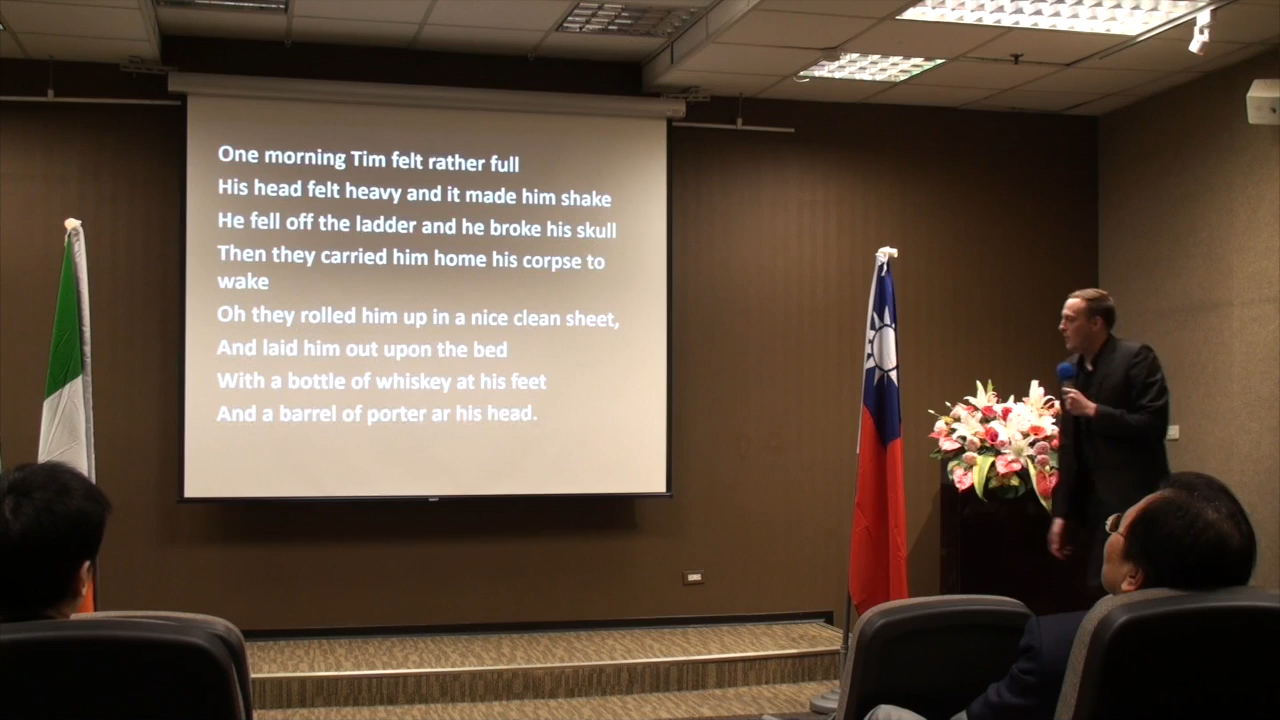 One morning Tim felt rather full
His head felt heavy and it made him shake
He fell off the ladder and he broke his skull
Then they carried him home his corpse to
wake
Oh they rolled him up in a nice clean sheet,
And laid him out upon the bed
With a bottle of whiskey at his feet
And a barrel of porter ar his head.